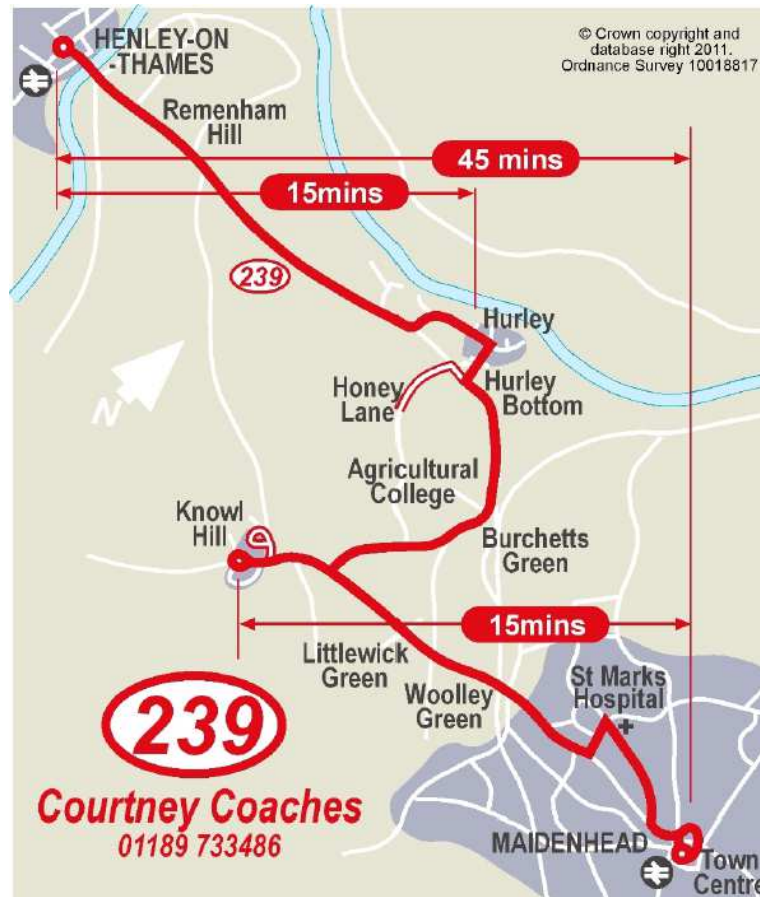 HENLEY-ON
-THAMES
© Crown copyright and
database right 2011.
Ordnance Survey 10018817
Remenham
Hill
45 mins
15mins
239
Hurley
Honey
Lane
Hurley
Bottom
N
Agricultural
College
Knowl
Hill
Burchetts
Green
15mins
Littlewick
Green
Woolley
Green
St Marks
Hospital
239
Courtney Coaches
01189 733486
MAIDENHEAD
Town
Centre